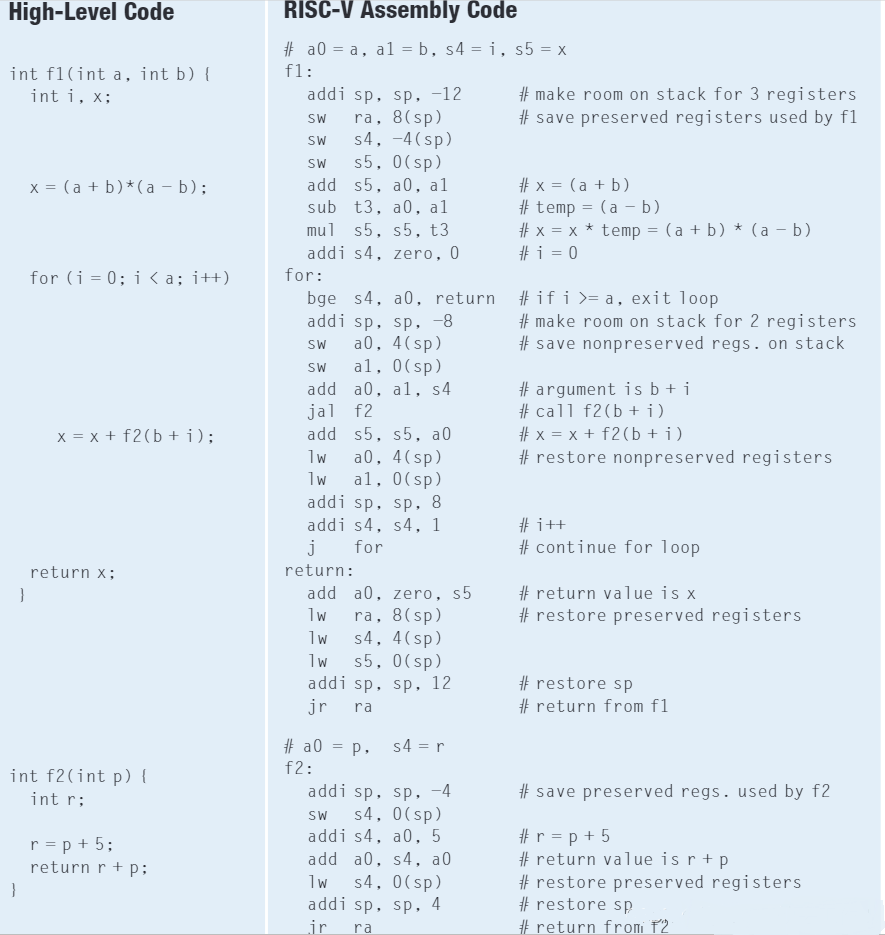 High-Level Code
int f1(int a, int b) {
int i, x;
x = (a + b)*(a − b);
for (i = 0; i < a; i++)
x = x + f2(b + i);
return x;
}
int f2(int p) {
int r;
r = p + 5;
return r + p;
}
RISC-V Assembly Code
# a0 = a, a1 = b, s4 = i, s5 = x
f1:
addi sp, sp, −12 # make room on stack for 3 registers
sw ra, 8(sp) # save preserved registers used by f1
sw s4, −4(sp)
sw s5, 0(sp)
add s5, a0, a1 # x = (a + b)
sub t3, a0, a1 # temp = (a − b)
mul s5, s5, t3 # x = x * temp = (a + b) * (a − b)
addi s4, zero, 0 # i = 0
for:
bge s4, a0, return # if i >= a, exit loop
addi sp, sp, −8 # make room on stack for 2 registers
sw a0, 4(sp) # save nonpreserved regs. on stack
sw a1, 0(sp)
add a0, a1, s4 # argument is b + i
jal f2 # call f2(b + i)
add s5, s5, a0 # x = x + f2(b + i)
lw a0, 4(sp) # restore nonpreserved registers
lw a1, 0(sp)
addi sp, sp, 8
addi s4, s4, 1 # i++
j for # continue for loop
return:
add a0, zero, s5 # return value is x
lw ra, 8(sp) # restore preserved registers
lw s4, 4(sp)
lw s5, 0(sp)
addi sp, sp, 12 # restore sp
jr ra # return from f1
# a0 = p, s4 = r
f2:
addi sp, sp, −4 # save preserved regs. used by f2
sw s4, 0(sp)
addi s4, a0, 5 # r = p + 5
add a0, s4, a0 # return value is r + p
lw s4, 0(sp) # restore preserved registers
addi sp, sp, 4 # restore sp
jr ra # return from f2